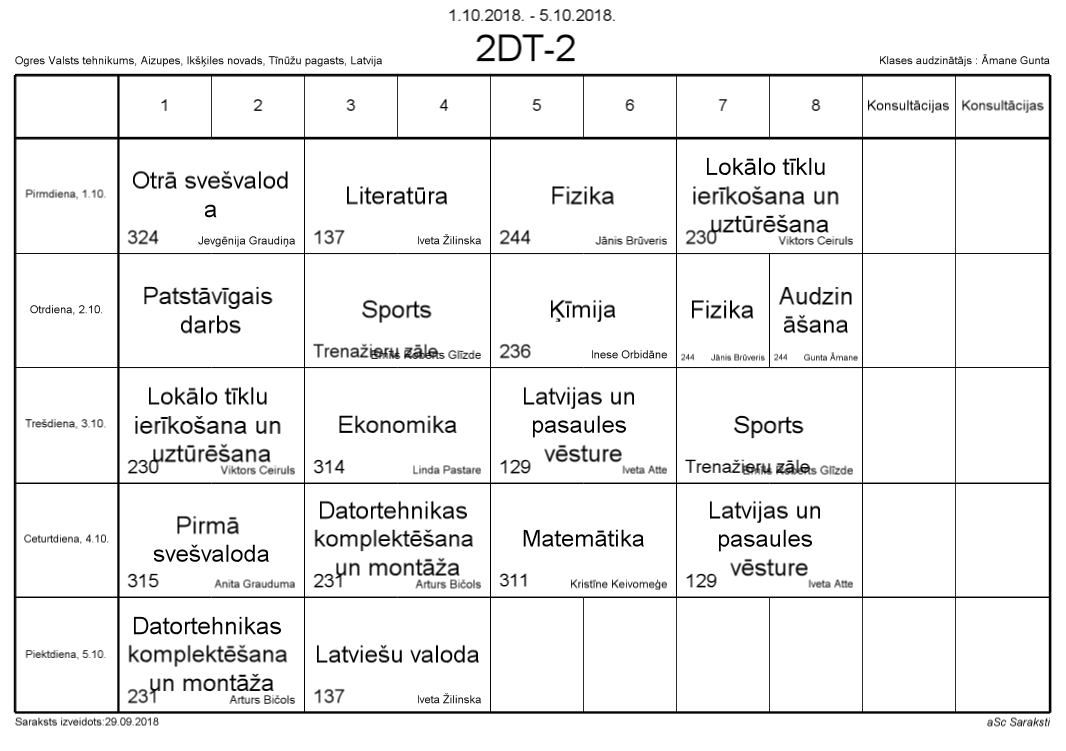 1.10.2018. - 5.10.2018.
2DT-2
Ogres Valsts tehnikums, Aizupes, Ikšķiles novads, Tīnūžu pagasts, Latvija
Klases audzinātājs : Āmane Gunta
1 2 3 4 5 6 7 8 Konsultācijas Konsultācijas
Pirmdiena, 1.10.
Otrā svešvalod
a
324 Jevgēnija Graudiņa
Literatūra
137 Iveta Žilinska
Fizika
244 Jānis Brūveris
Lokālo tīklu
ierīkošana un
uztūrēšana
230 Viktors Ceiruls
Otrdiena, 2.10.
Patstāvīgais
darbs
Sports
Trenažieru zāle Emīls Roberts Glīzde
Ķīmija
236 Inese Orbidāne
Fizika
244 Jānis Brūveris
Audzin
āšana
244 Gunta Āmane
Trešdiena, 3.10.
Lokālo tīklu
ierīkošana un
uztūrēšana
230 Viktors Ceiruls
Ekonomika
314 Linda Pastare
Latvijas un
pasaules
vēsture
129 Iveta Atte
Sports
Trenažieru zāle Emīls Roberts Glīzde
Ceturtdiena, 4.10.
Pirmā
svešvaloda
315 Anita Grauduma
Datortehnikas
komplektēšana
un montāža
231 Arturs Bičols
Matemātika
311 Kristīne Keivomeģe
Latvijas un
pasaules
vēsture
129 Iveta Atte
Piektdiena, 5.10.
Datortehnikas
komplektēšana
un montāža
231 Arturs Bičols
Latviešu valoda
137 Iveta Žilinska
Saraksts izveidots:29.09.2018
aSc Saraksti